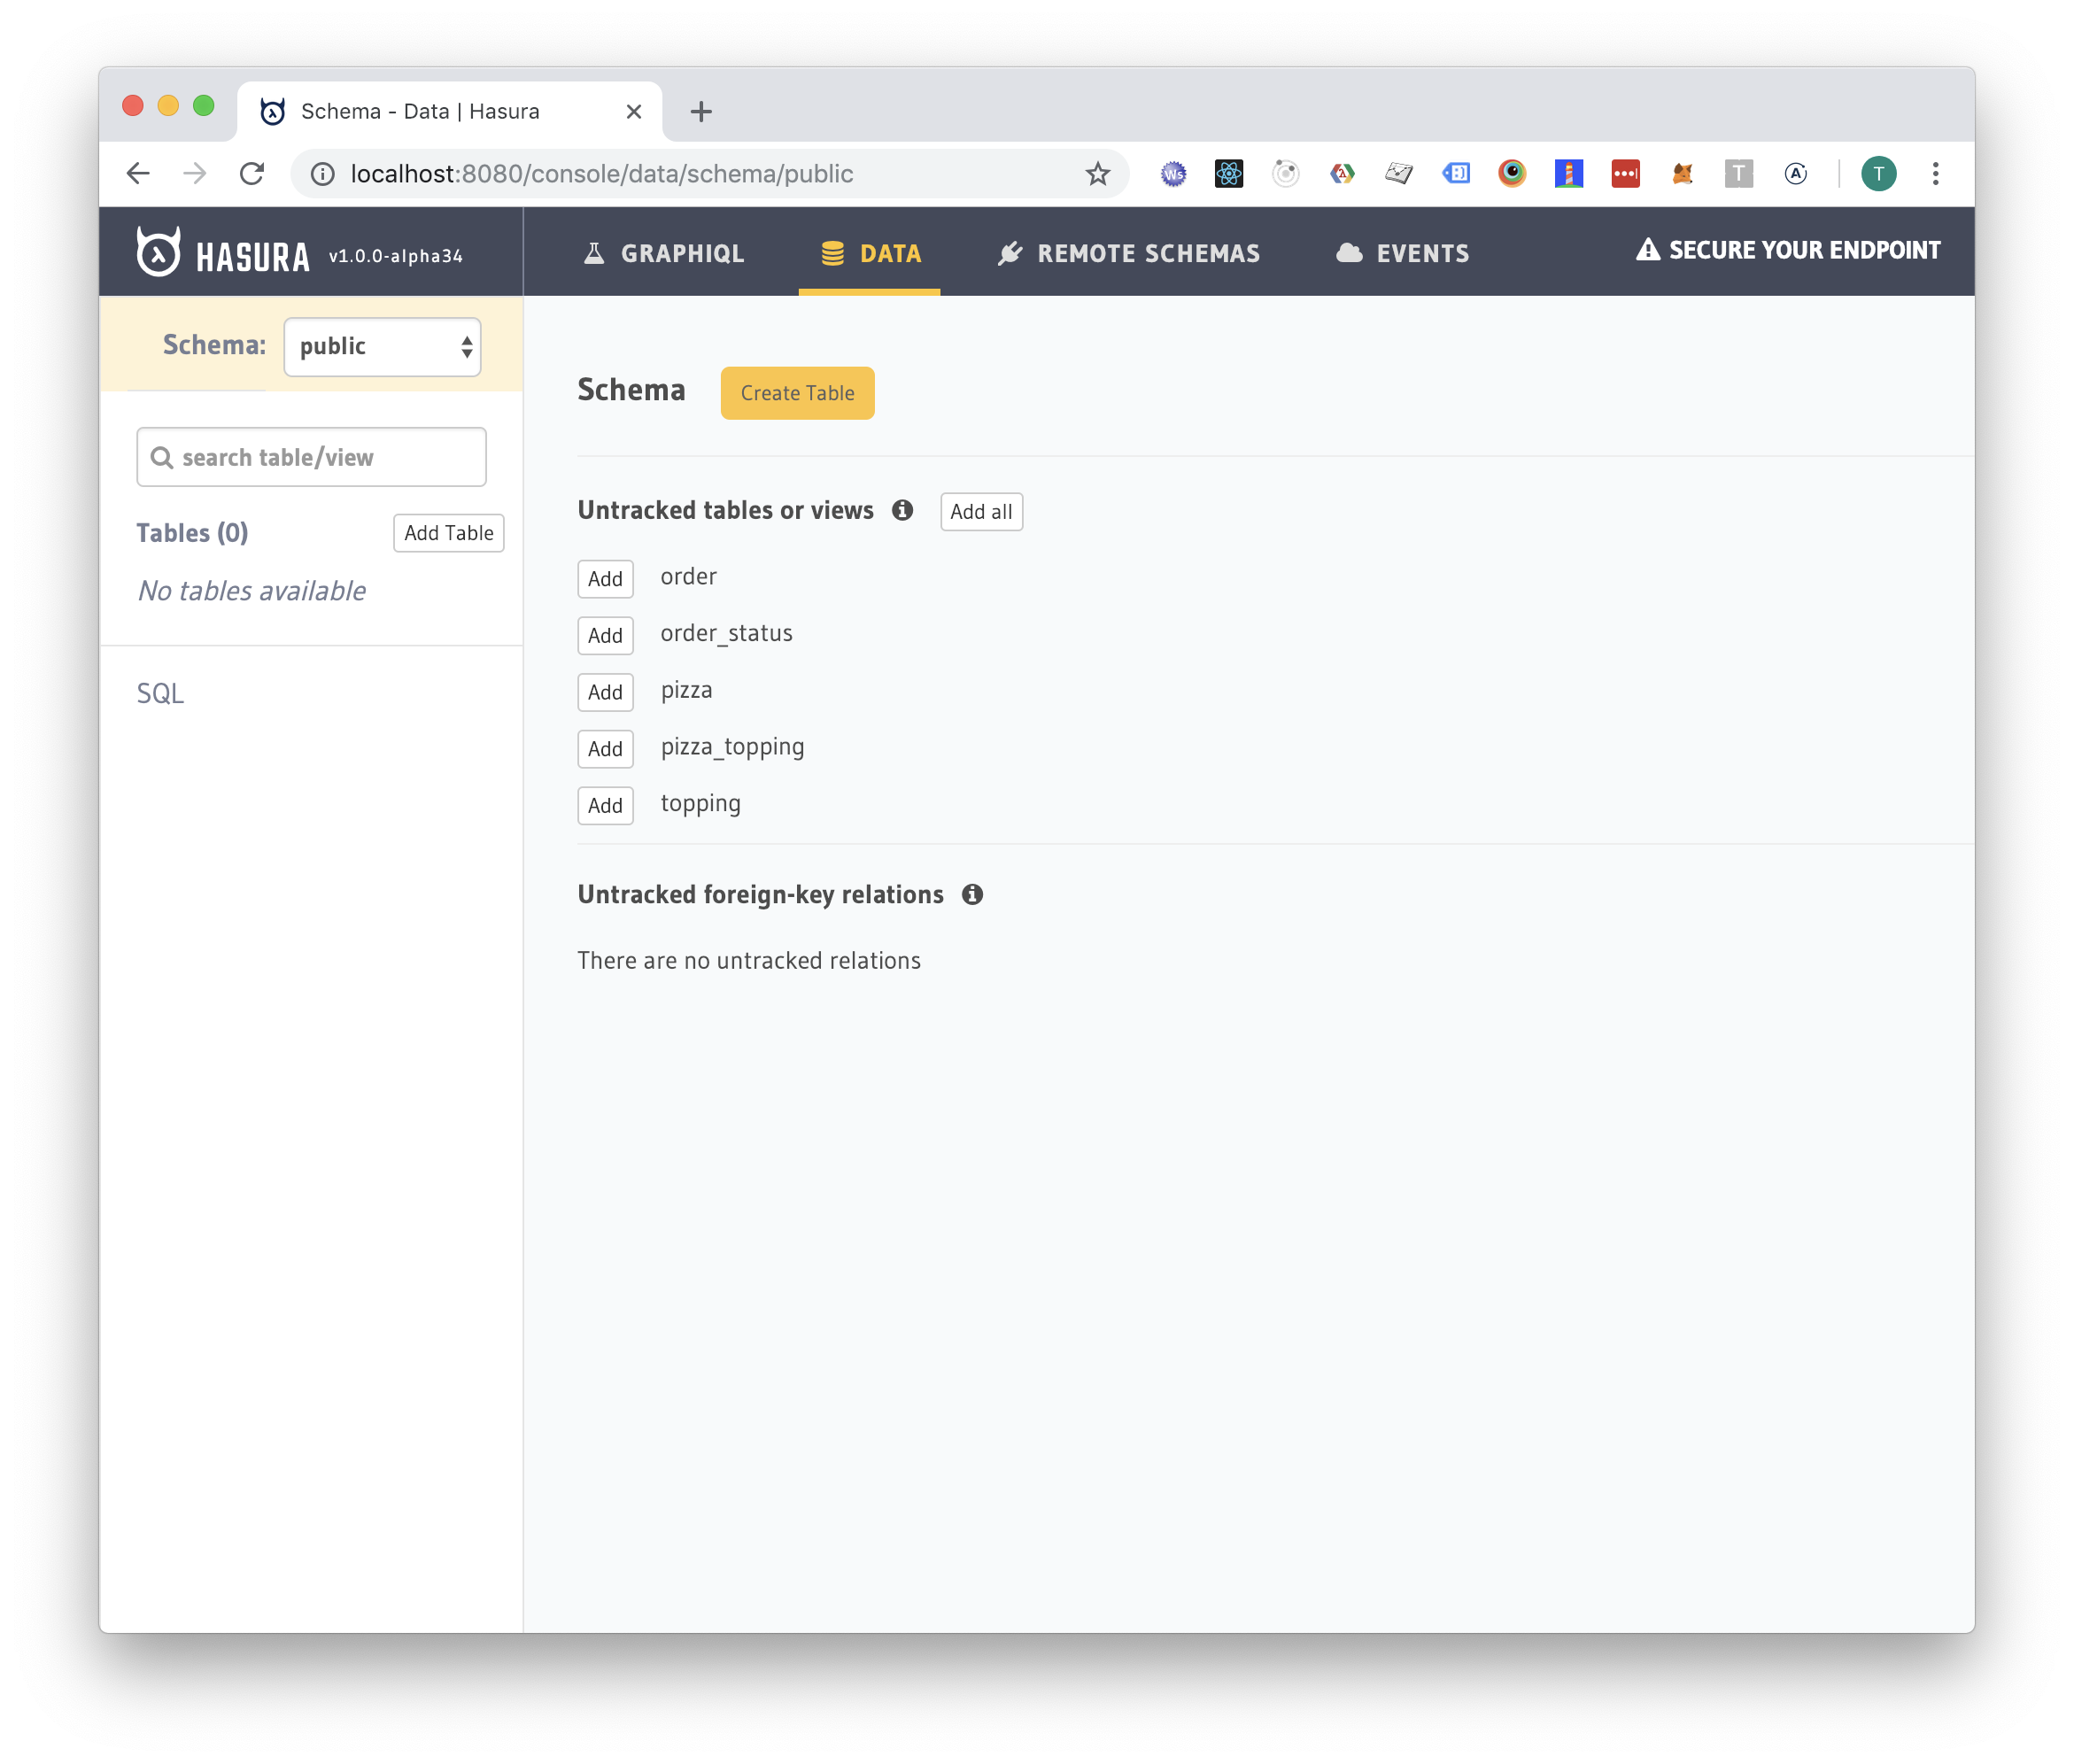 Schema - Data | Hasura
localhost:8080/console/data/schema/public
Ws
T
A
T
HASURA v1.0.0-alpha34
GRAPHIQL
DATA
REMOTE SCHEMAS
EVENTS
SECURE YOUR ENDPOINT
Schema: public
search table/view
Tables (0) Add Table
No tables available
SQL
Schema Create Table
Untracked tables or views Add all
Add order
Add order_status
Add pizza
Add pizza_topping
Add topping
Untracked foreign-key relations
There are no untracked relations